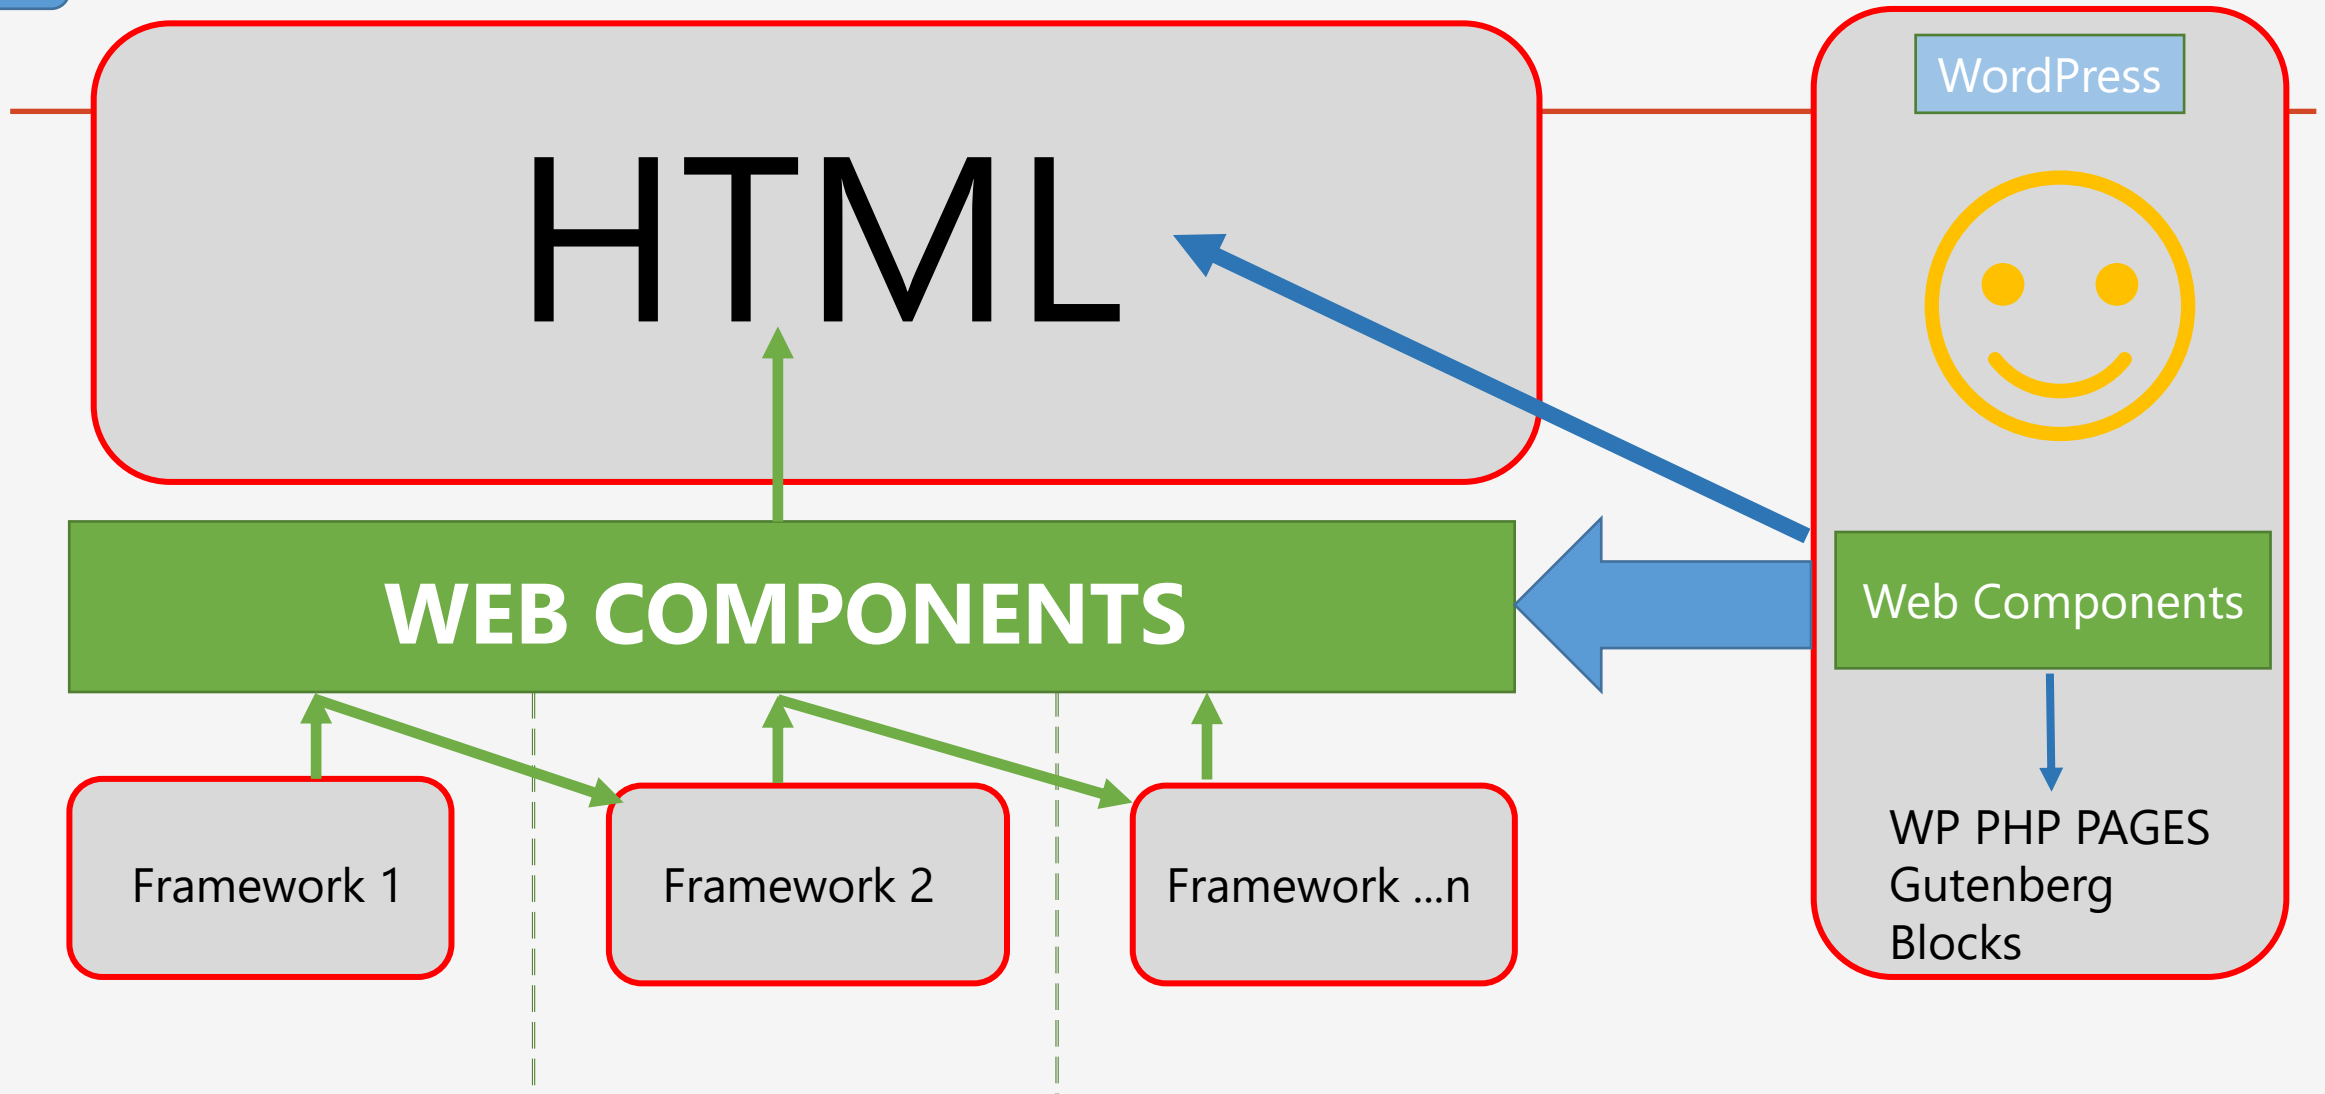 HTML
WEB COMPONENTS
Framework 1
Framework 2
Framework ...n
WordPress
Web Components
WP PHP PAGES
Gutenberg
Blocks